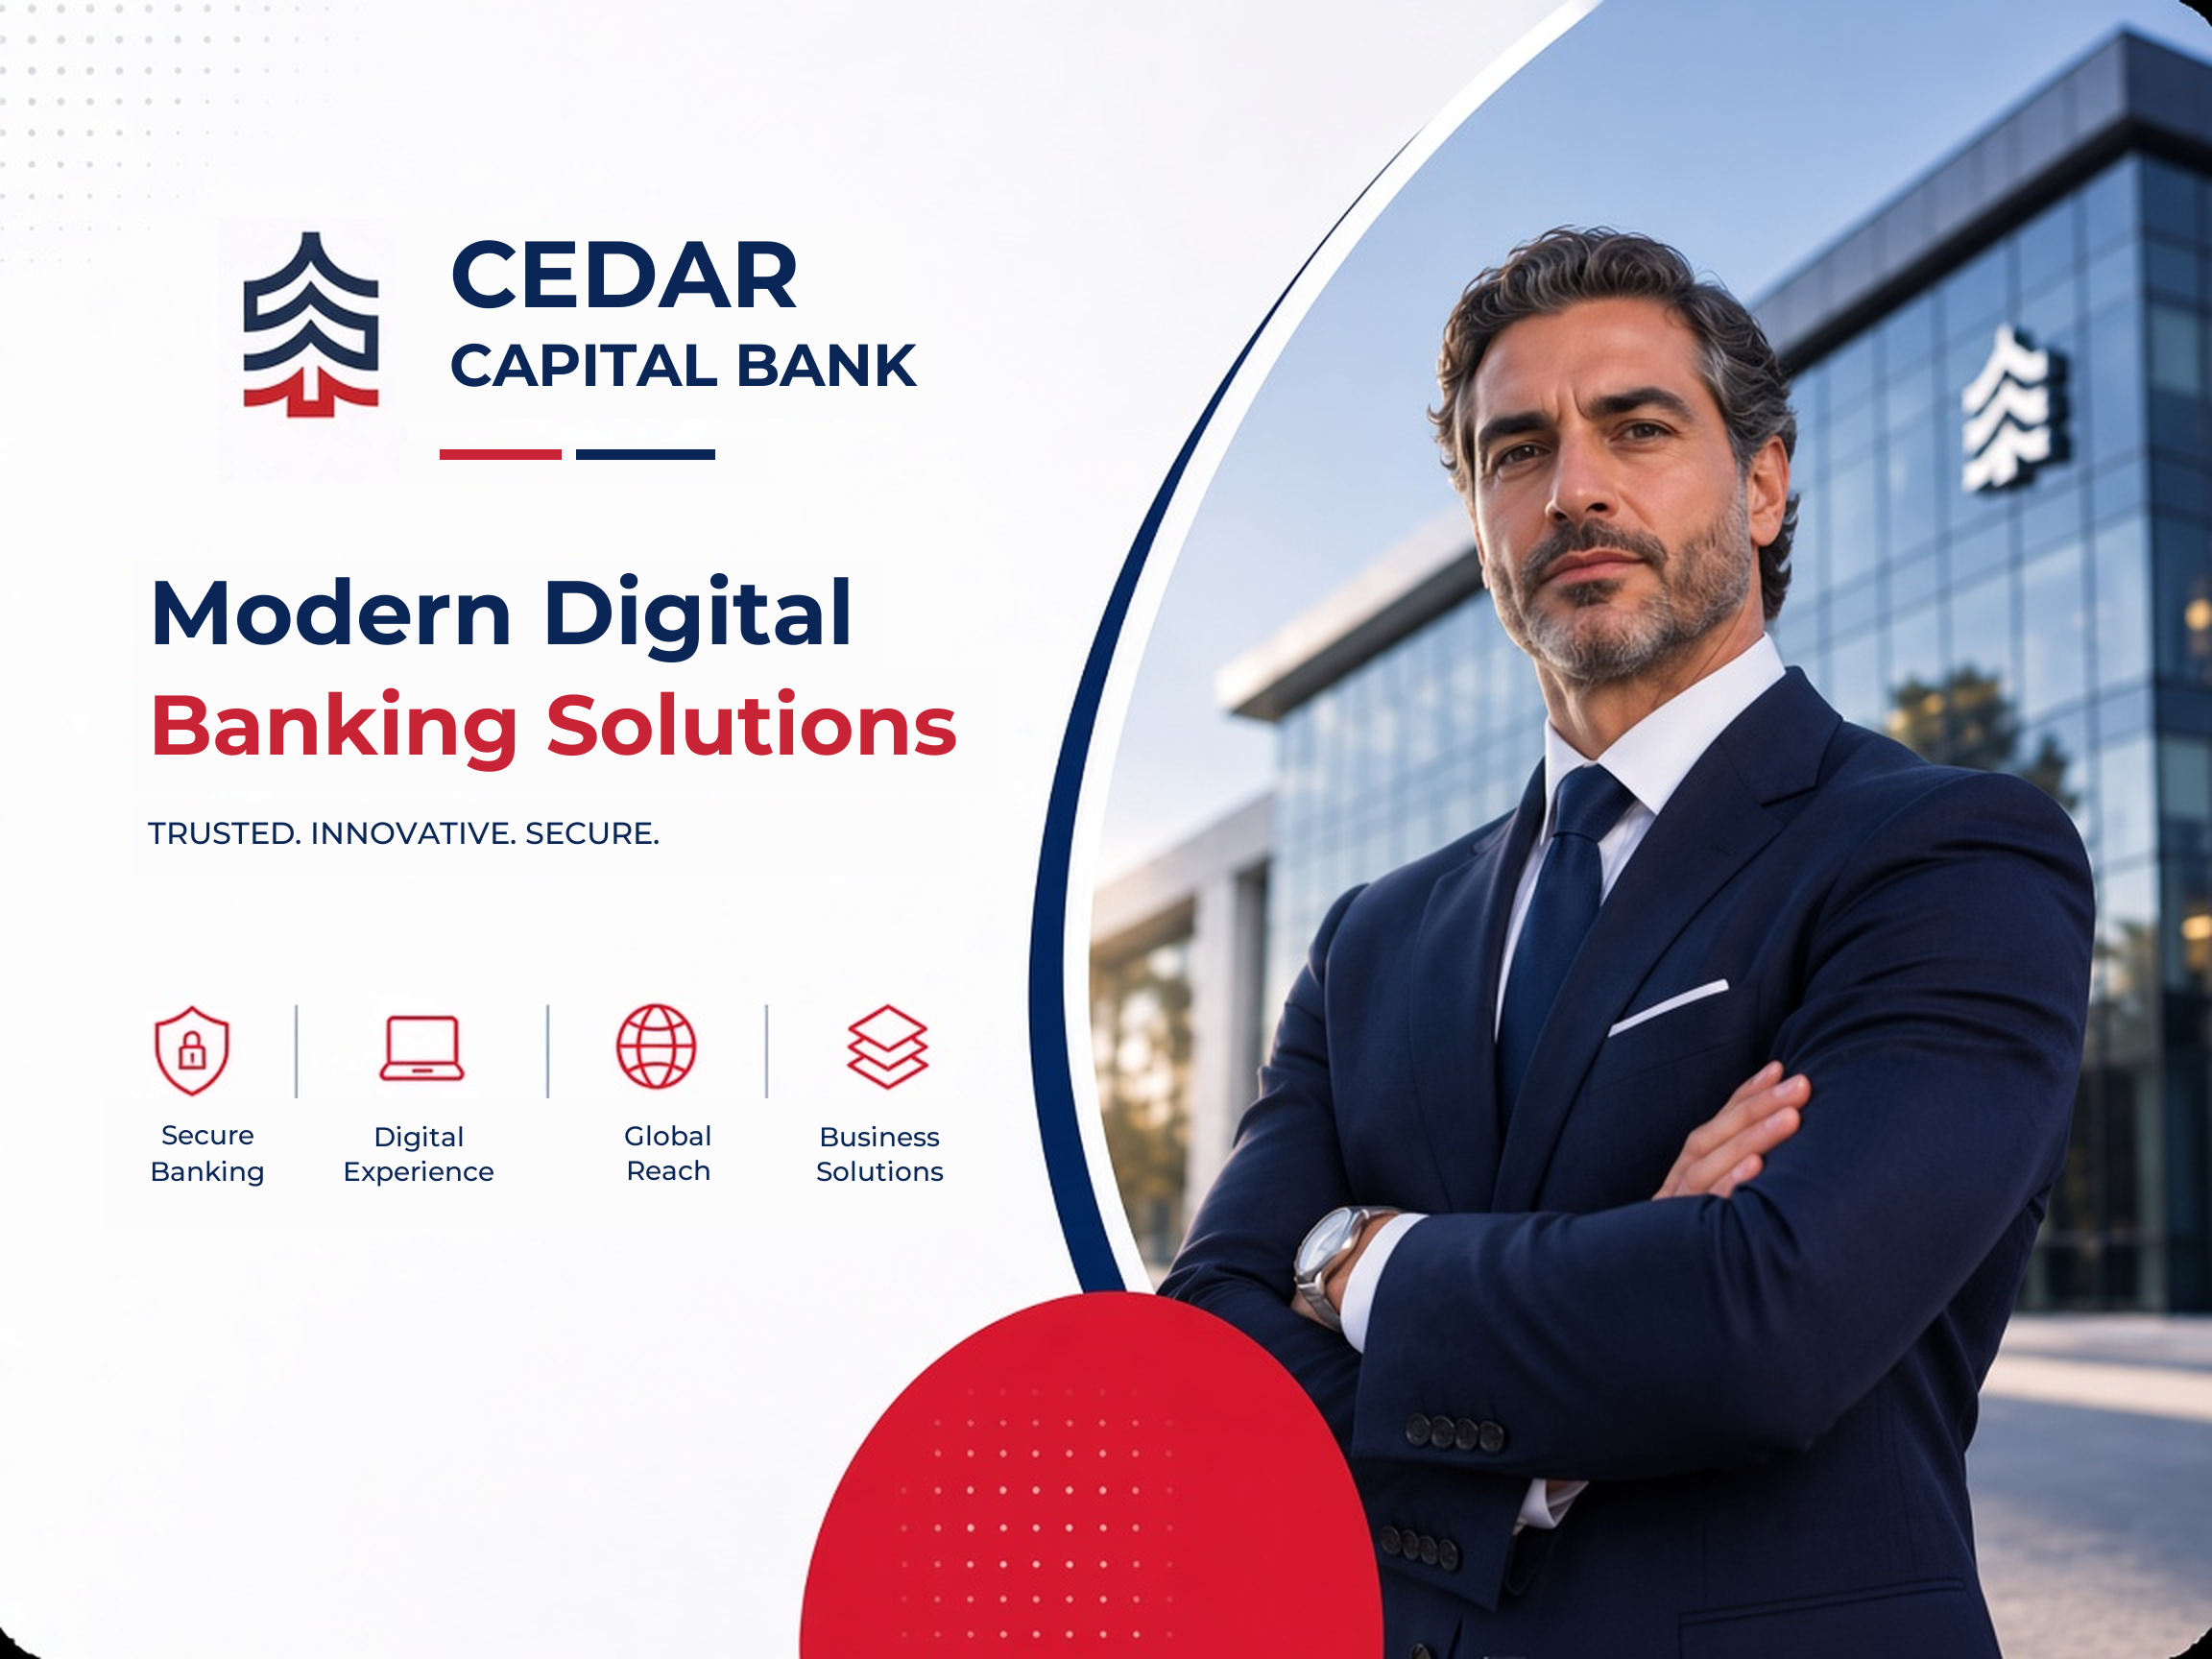 CEDAR
CAPITAL BANK
Modern Digital
Banking Solutions
TRUSTED. INNOVATIVE. SECURE.
Secure
Banking
Digital
Experience
Global
Reach
Business
Solutions